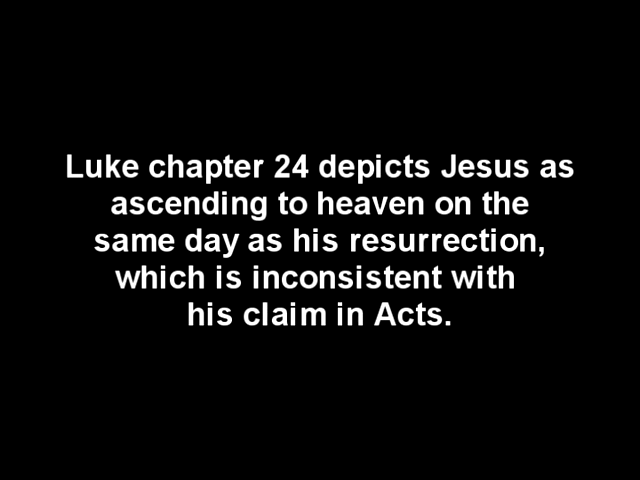 Luke chapter 24 depicts Jesus as
ascending to heaven on the
same day as his resurrection,
which is inconsistent with
his claim in Acts.